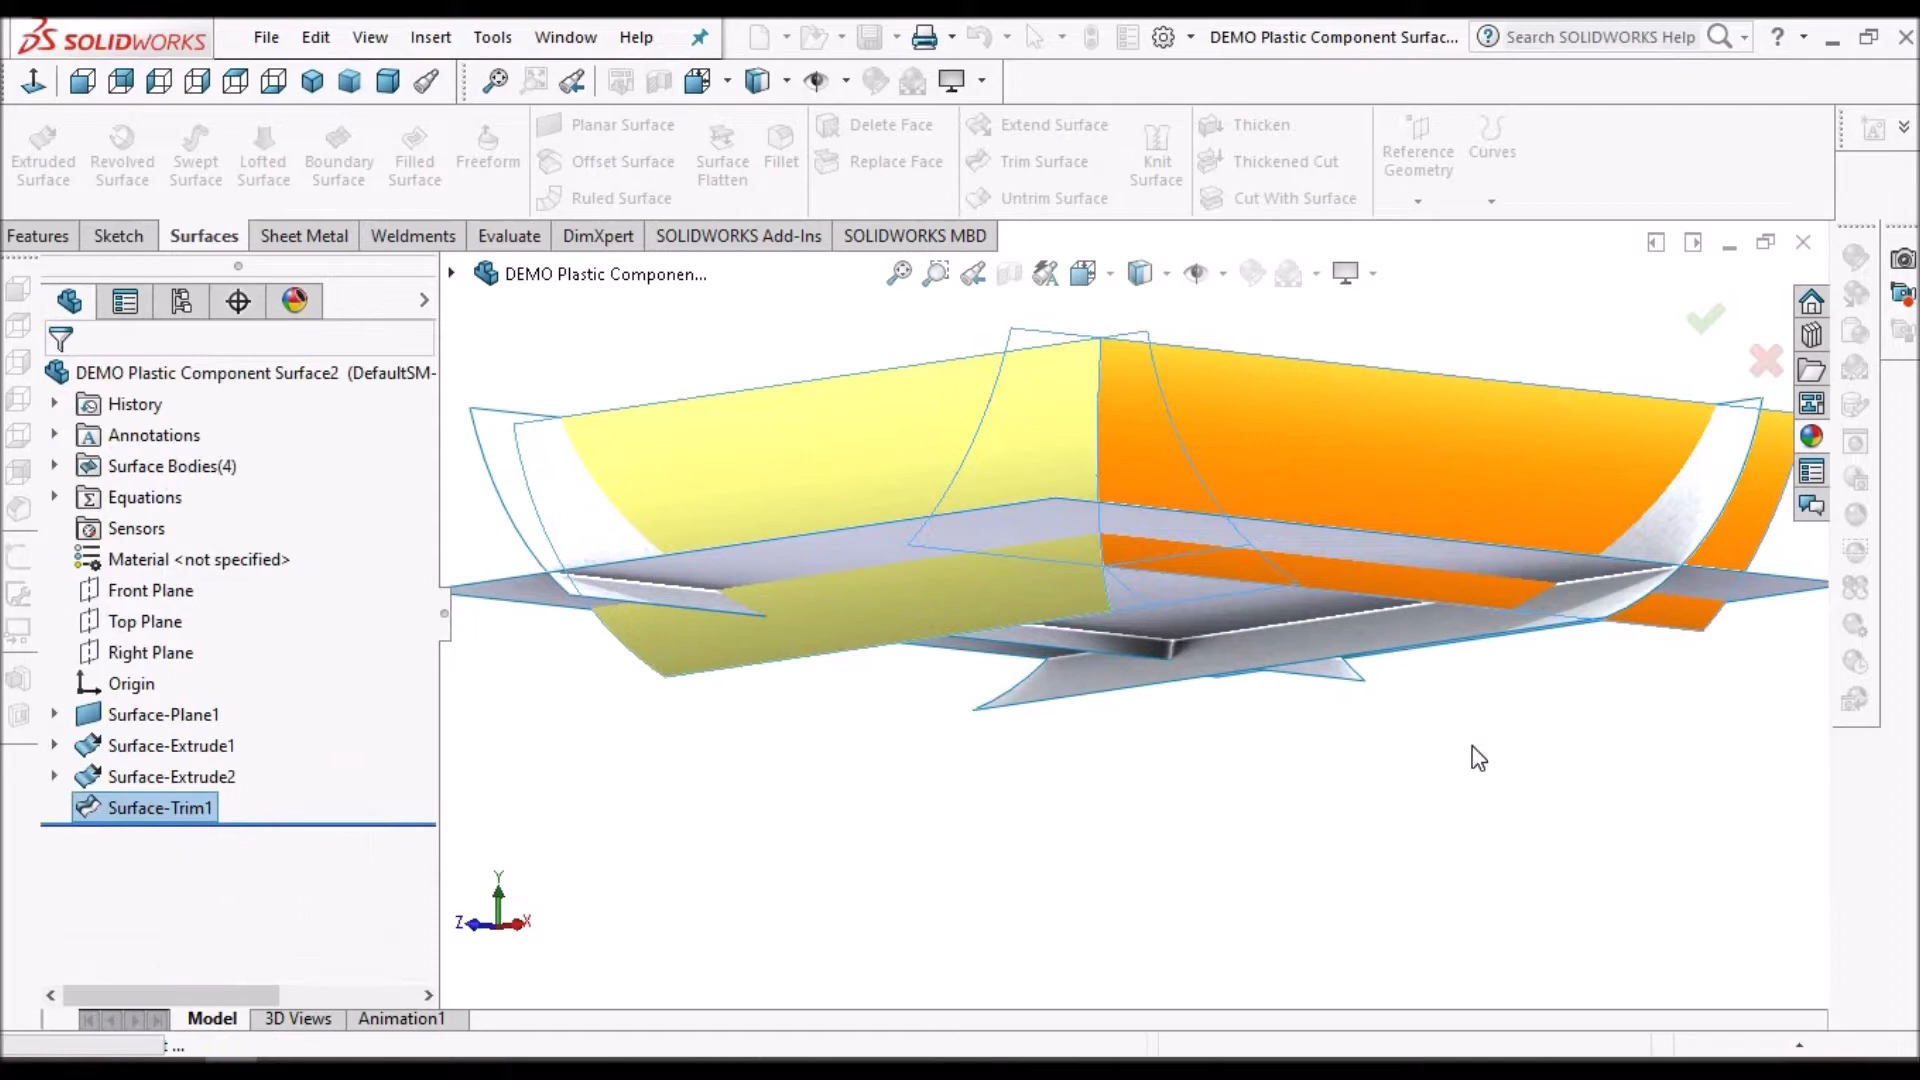 SOLIDWORKS File Edit View Insert Tools Window Help DEMO Plastic Component Surfac... Search SOLIDWORKS Help ?
Extruded Surface
Revolved Surface
Swept Surface
Lofted Surface
Boundary Surface
Filled Surface
Freeform
Planar Surface
Offset Surface
Ruled Surface
Surface Flatten
Fillet
Delete Face
Replace Face
Extend Surface
Trim Surface
Untrim Surface
Knit Surface
Thicken
Thickened Cut
Cut With Surface
Reference Geometry
Curves
Features Sketch Surfaces Sheet Metal Weldments Evaluate DimXpert SOLIDWORKS Add-Ins SOLIDWORKS MBD
DEMO Plastic Componen...
DEMO Plastic Component Surface2 (DefaultSM-
History
Annotations
Surface Bodies(4)
Equations
Sensors
Material <not specified>
Front Plane
Top Plane
Right Plane
Origin
Surface-Plane1
Surface-Extrude1
Surface-Extrude2
Surface-Trim1
Y
Z X
Model 3D Views Animation1
: ...